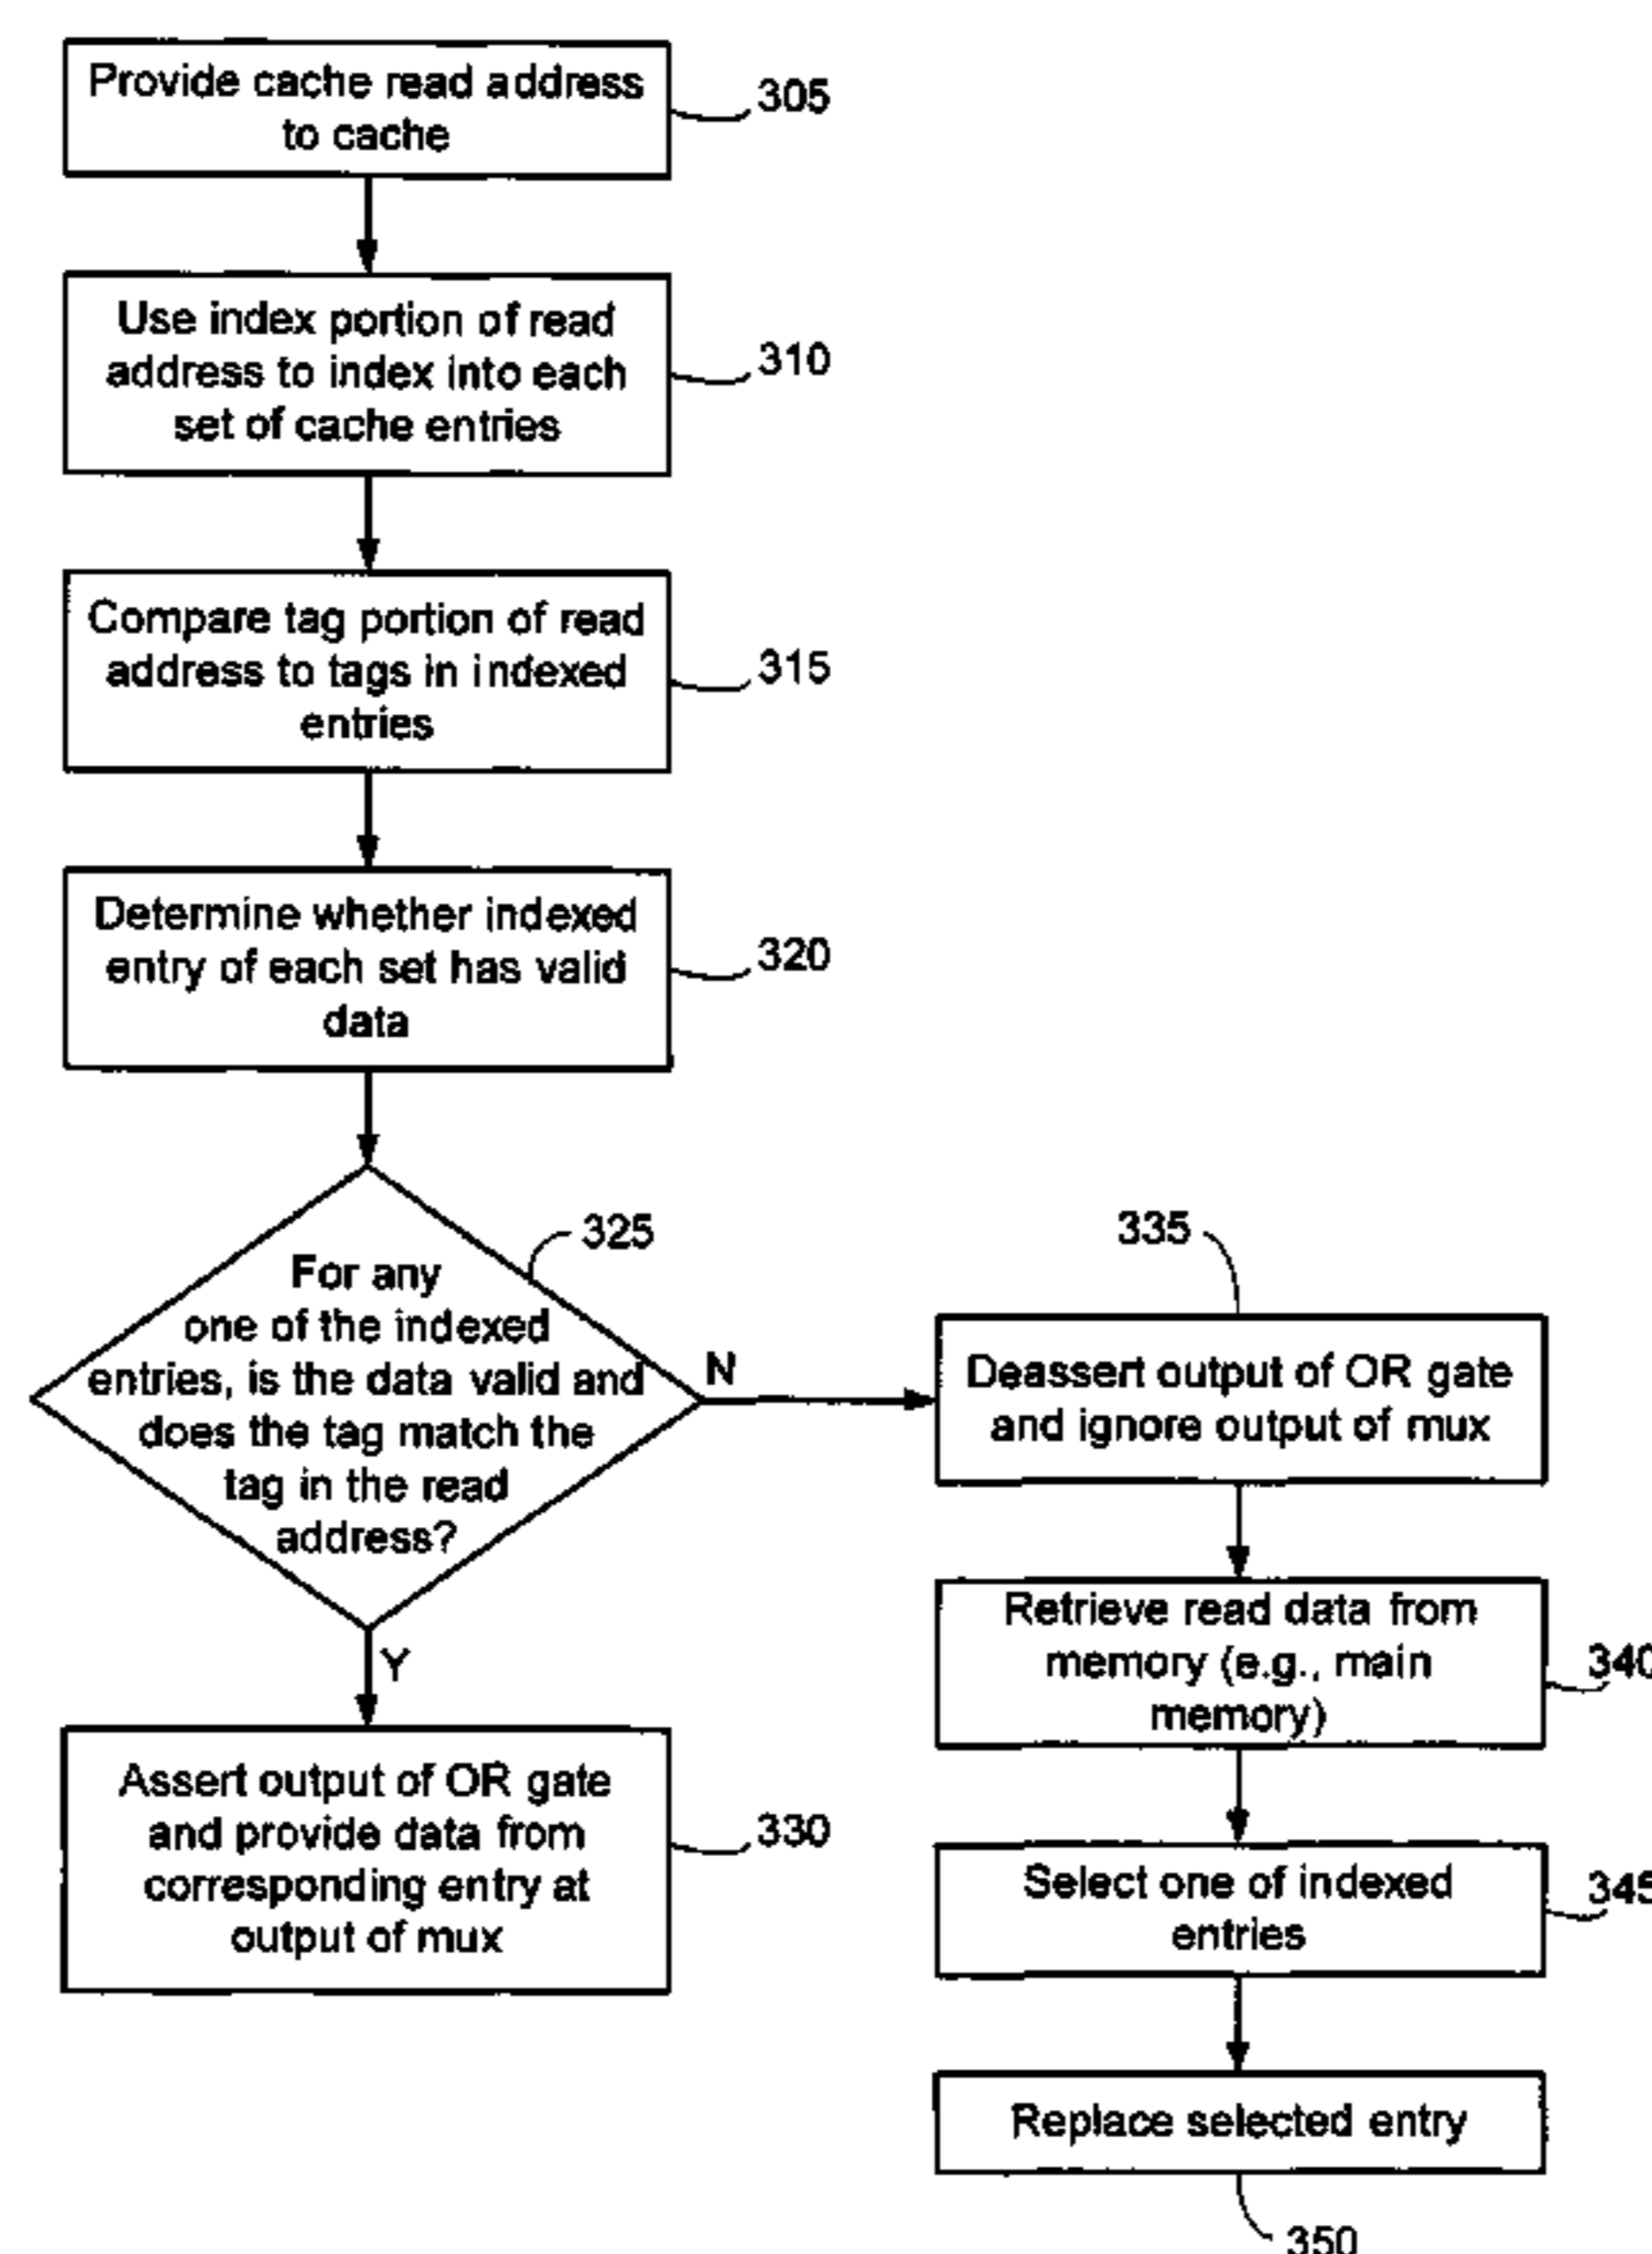 Provide cache read address
to cache
305
Use index portion of read
address to index into each
set of cache entries
310
Compare tag portion of read
address to tags in indexed
entries
315
Determine whether indexed
entry of each set has valid
data
320
For any
one of the indexed
entries, is the data valid and
does the tag match the
tag in the read
address?
325
N
Y
Assert output of OR gate
and provide data from
corresponding entry at
output of mux
330
335
Deassert output of OR gate
and ignore output of mux
Retrieve read data from
memory (e.g., main
memory)
340
Select one of indexed
entries
345
Replace selected entry
350